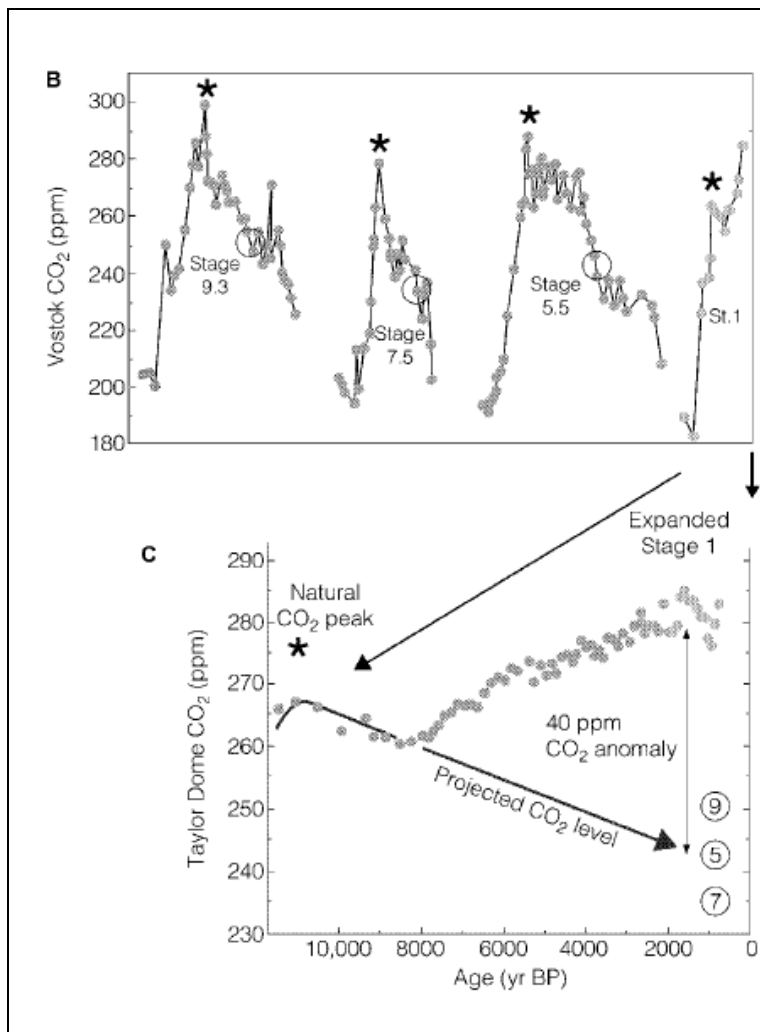 B
Vostok CO₂ (ppm)
300
280
260
240
220
200
180
Stage
9.3
Stage
7.5
Stage
5.5
St.1
Expanded
Stage 1
C
Taylor Dome CO₂ (ppm)
290
280
270
260
250
240
230
Natural
CO₂ peak
40 ppm
CO₂ anomaly
Projected CO₂ level
9
5
7
10,000 8000 6000 4000 2000 0
Age (yr BP)